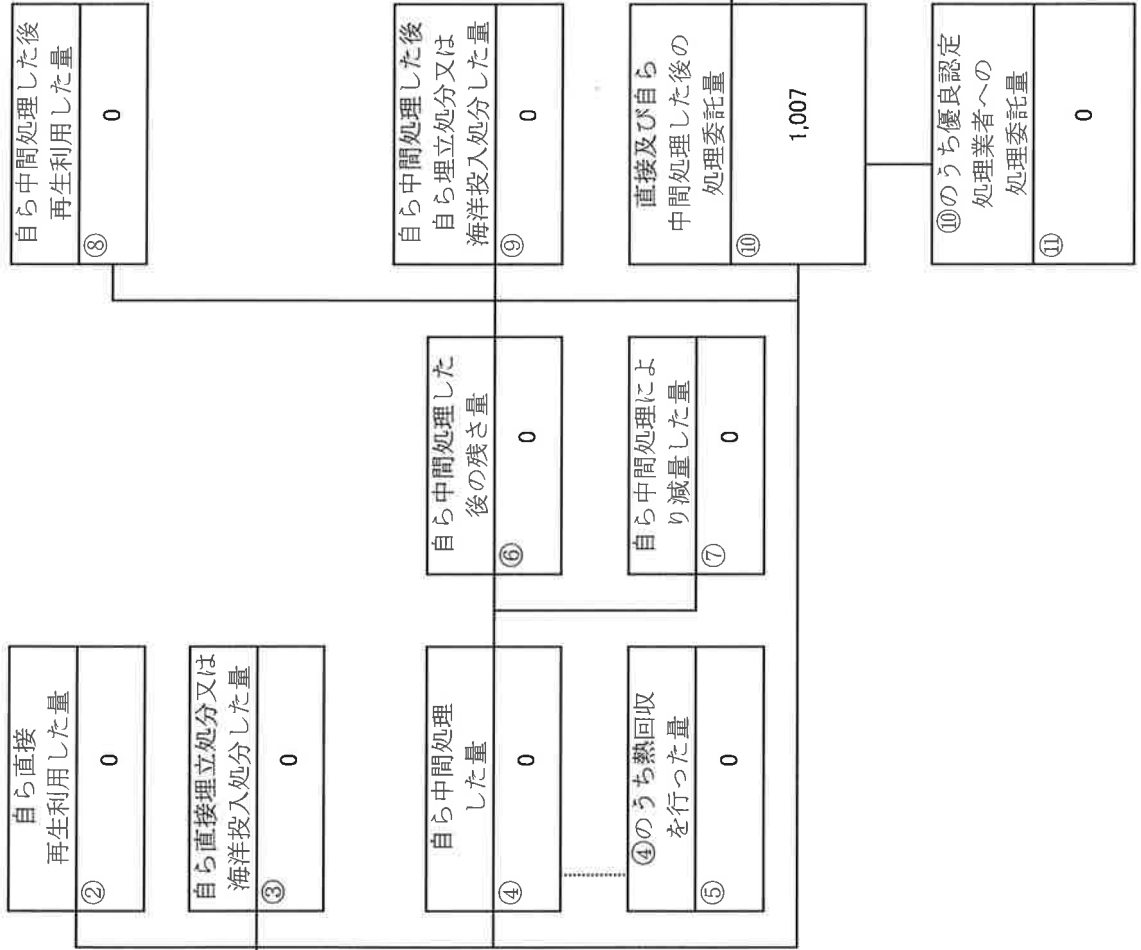 自ら直接
再生利用した量
②
0
自ら直接埋立処分又は
海洋投入処分した量
③
0
自ら中間処理
した量
④
0
④のうち熱回収
を行った量
⑤
0
自ら中間処理した
後の残さ量
⑥
0
自ら中間処理によ
り減量した量
⑦
0
自ら中間処理した後
再生利用した量
⑧
0
自ら中間処理した後
自ら埋立処分又は
海洋投入処分した量
⑨
0
直接及び自ら
中間処理した後の
処理委託量
⑩
1,007
⑩のうち優良認定
処理業者への
処理委託量
⑪
0